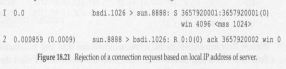 1 0.0 bsdi.1026 > sun.8888: S 3657920001:3657920001(0)
win 4096 <mss 1024>
2 0.000859 (0.0009) sun.8888 > bsdi.1026: R 0:0(0) ack 3657920002 win 0
Figure 18.21 Rejection of a connection request based on local IP address of server.